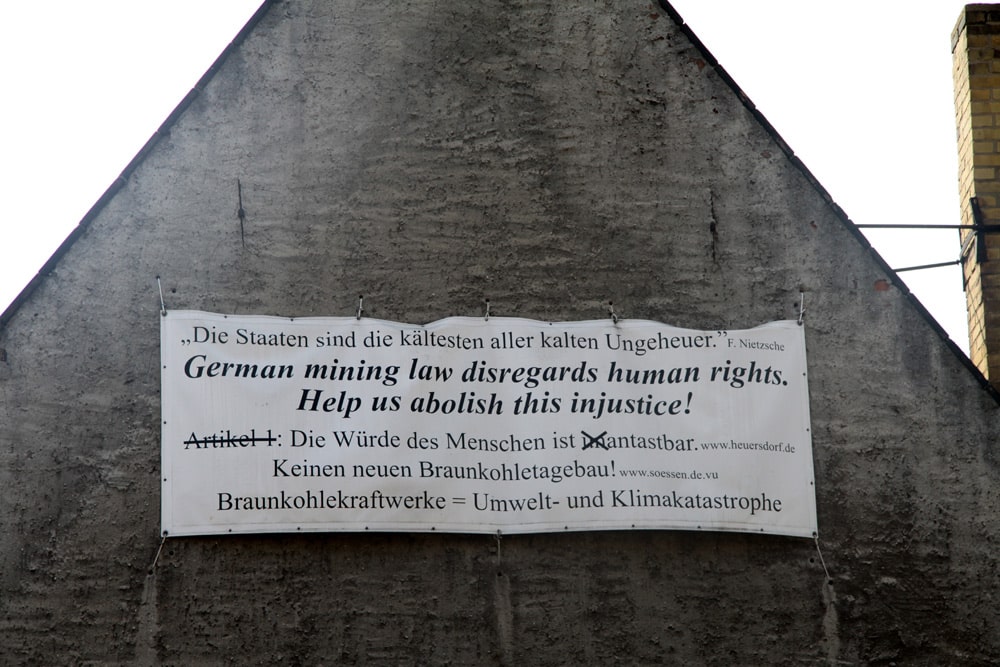 „Die Staaten sind die kältesten aller kalten Ungeheuer.” F. Nietzsche
German mining law disregards human rights.
Help us abolish this injustice!
Artikel 1: Die Würde des Menschen ist unantastbar. www.heuersdorf.de
Keinen neuen Braunkohletagebau! www.soessen.de.vu
Braunkohlekraftwerke = Umwelt- und Klimakatastrophe